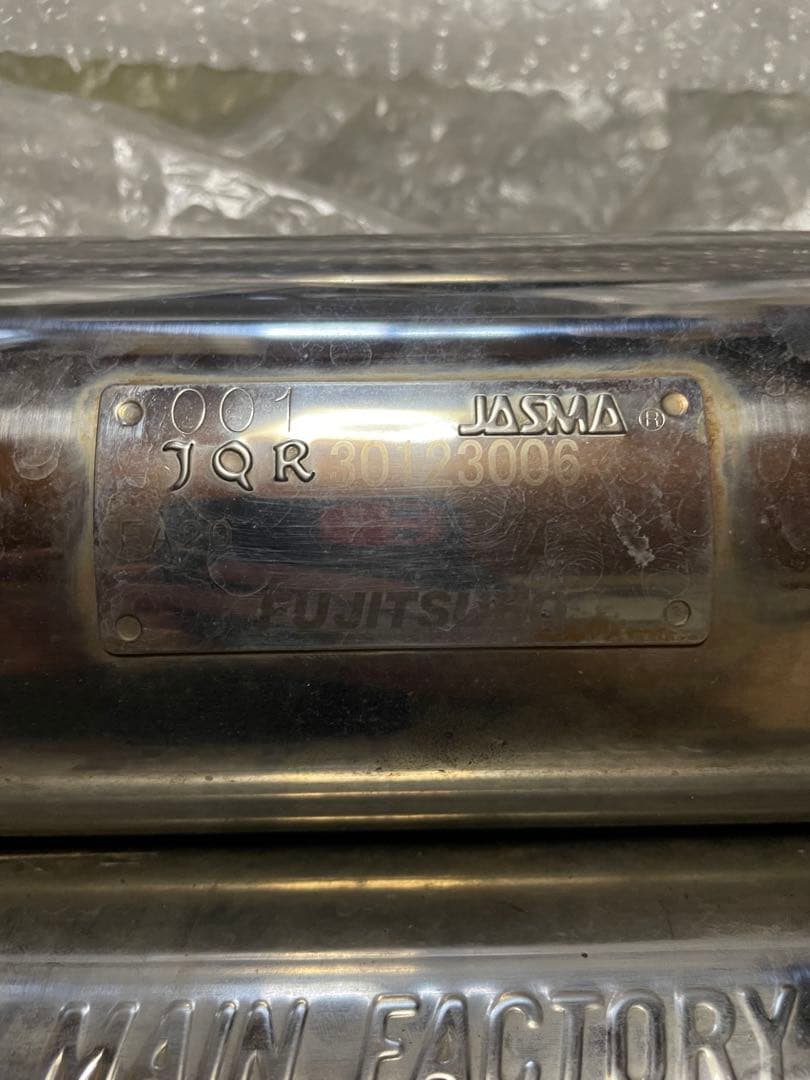 001 JASMA ®
JQR 30123006
FA20
FUJITSUBO
MAIN FACTORY